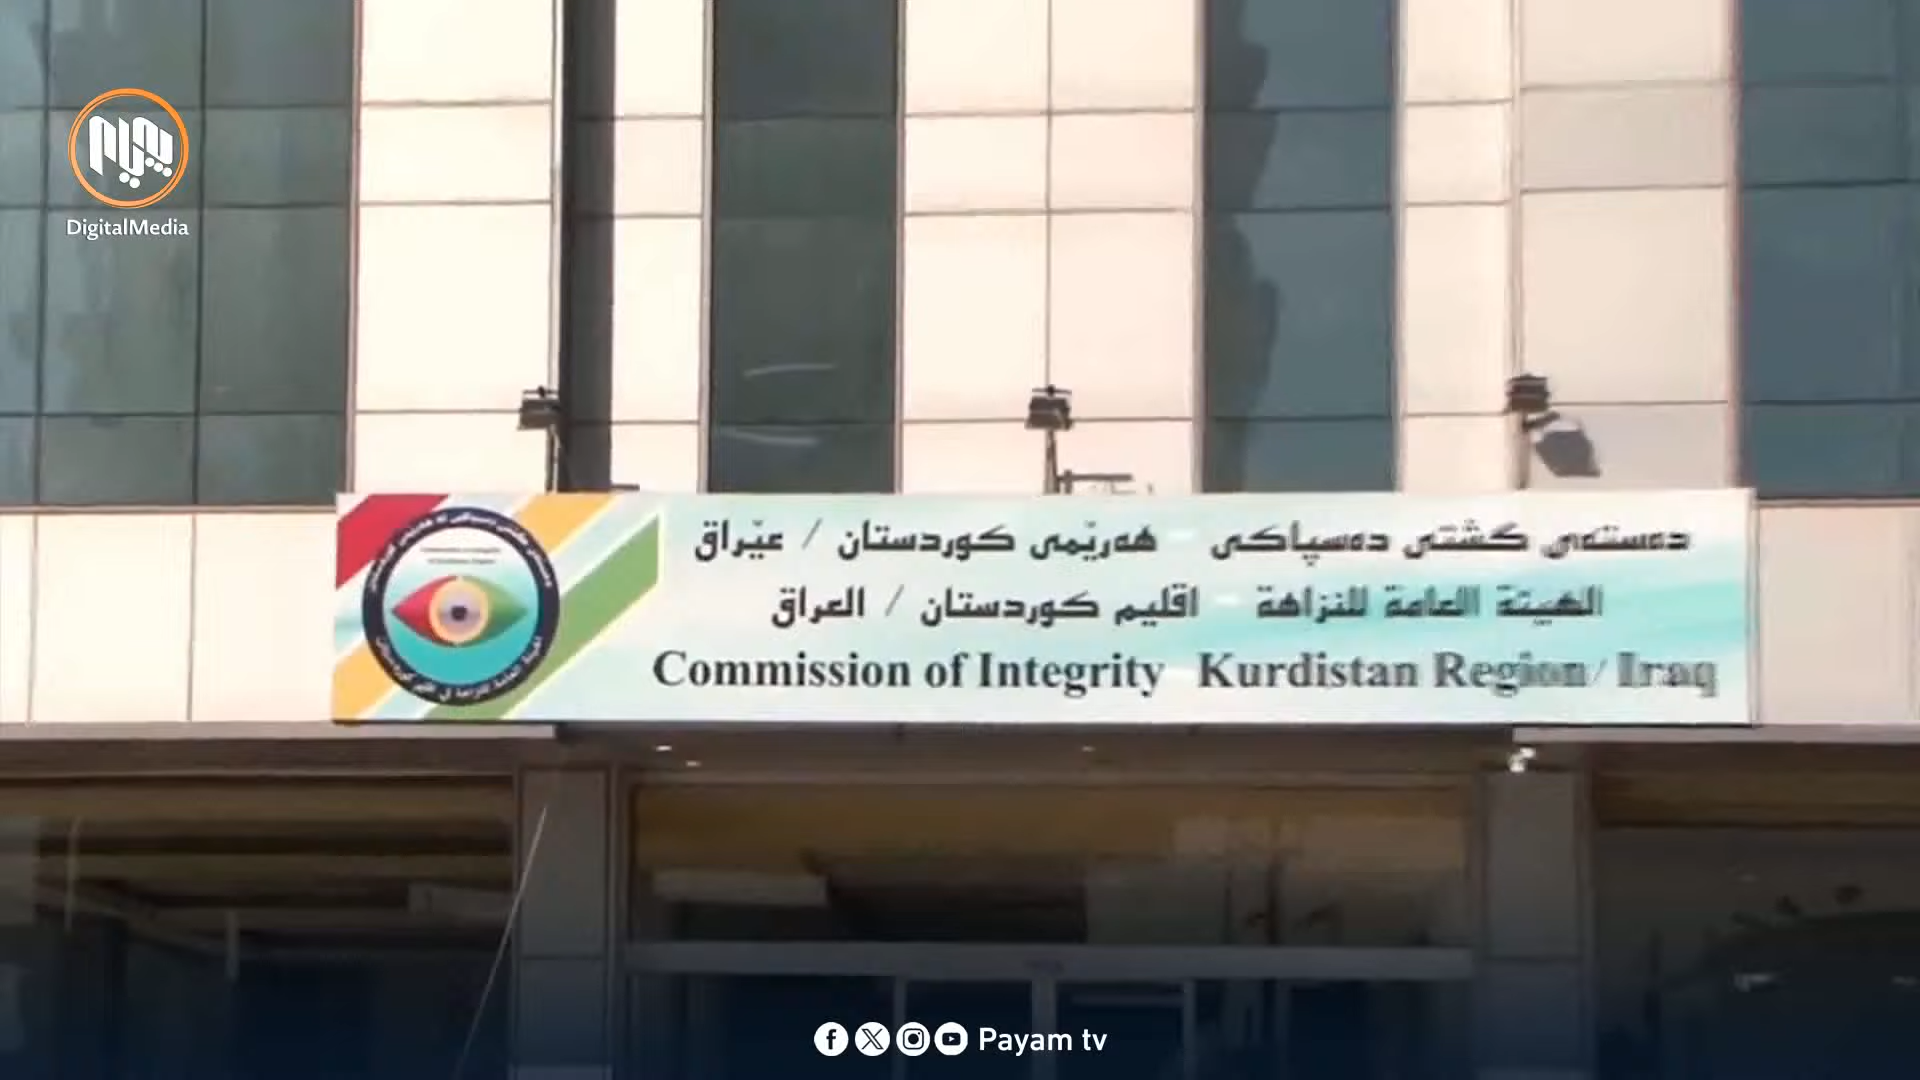 پەیام
DigitalMedia
دەستەی گشتی دەسپاکی - هەرێمی کوردستان / عێراق
الهيئة العامة للنزاهة - اقليم كوردستان / العراق
Commission of Integrity Kurdistan Region/ Iraq
Payam tv